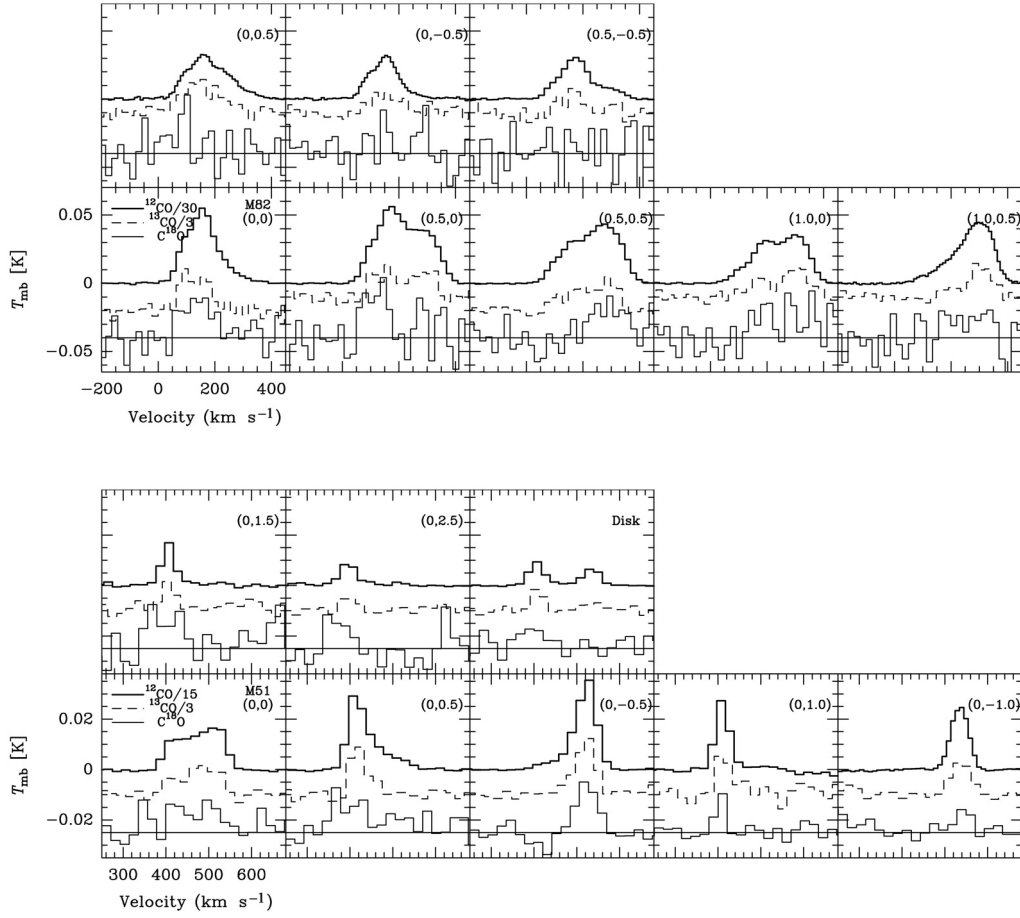 (0,0.5) (0,−0.5) (0.5,−0.5)
¹²CO/30 M82
¹³CO/3 (0,0) (0.5,0) (0.5,0.5) (1.0,0) (1.0,0.5)
C¹⁸O
0.05
0
−0.05
T_mb [K]
−200 0 200 400
Velocity (km s⁻¹)
(0,1.5) (0,2.5) Disk
¹²CO/15 M51
¹³CO/3 (0,0) (0,0.5) (0,−0.5) (0,1.0) (0,−1.0)
C¹⁸O
0.02
0
−0.02
T_mb [K]
300 400 500 600
Velocity (km s⁻¹)